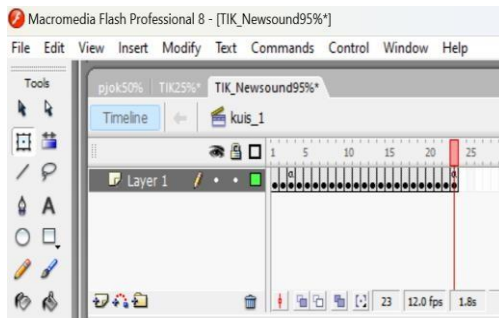 Macromedia Flash Professional 8 - [TIK_Newsound95%*]
File Edit View Insert Modify Text Commands Control Window Help
Tools
pjok50% TIK25%* TIK_Newsound95%*
Timeline kuis_1
1 5 10 15 20 25
Layer 1
a a
23 12.0 fps 1.8s